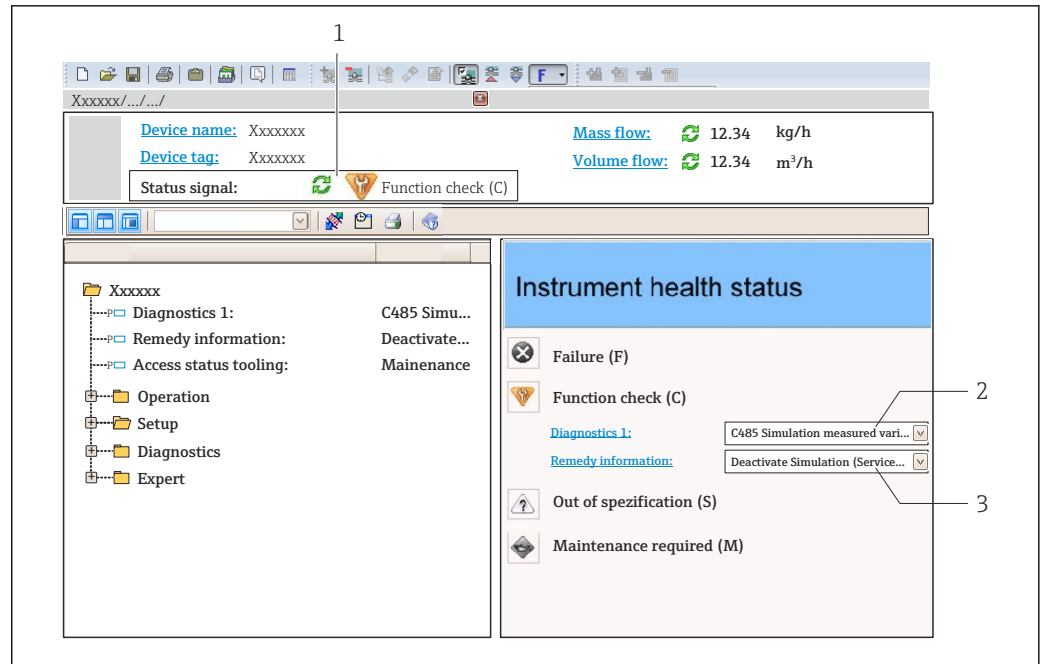 1
F
Xxxxxx/.../.../
Device name: Xxxxxxx
Mass flow: 12.34 kg/h
Device tag: Xxxxxxx
Volume flow: 12.34 m³/h
Status signal: Function check (C)
Xxxxxx
Diagnostics 1: C485 Simu...
Remedy information: Deactivate...
Access status tooling: Mainenance
Operation
Setup
Diagnostics
Expert
Instrument health status
Failure (F)
Function check (C)
2
Diagnostics 1: C485 Simulation measured vari...
Remedy information: Deactivate Simulation (Service...
Out of spezification (S)
3
Maintenance required (M)